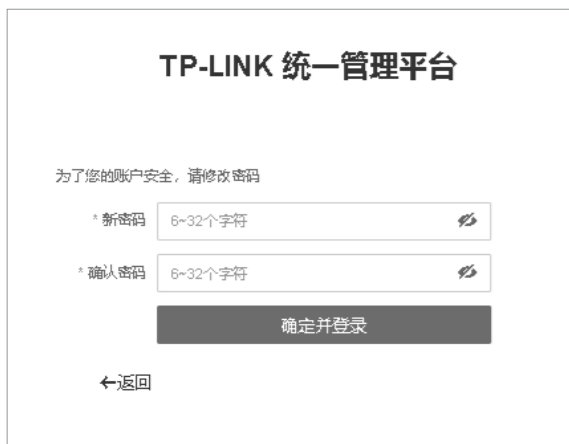 TP-LINK 统一管理平台
为了您的账户安全，请修改密码
* 新密码 6~32个字符
* 确认密码 6~32个字符
确定并登录
←返回